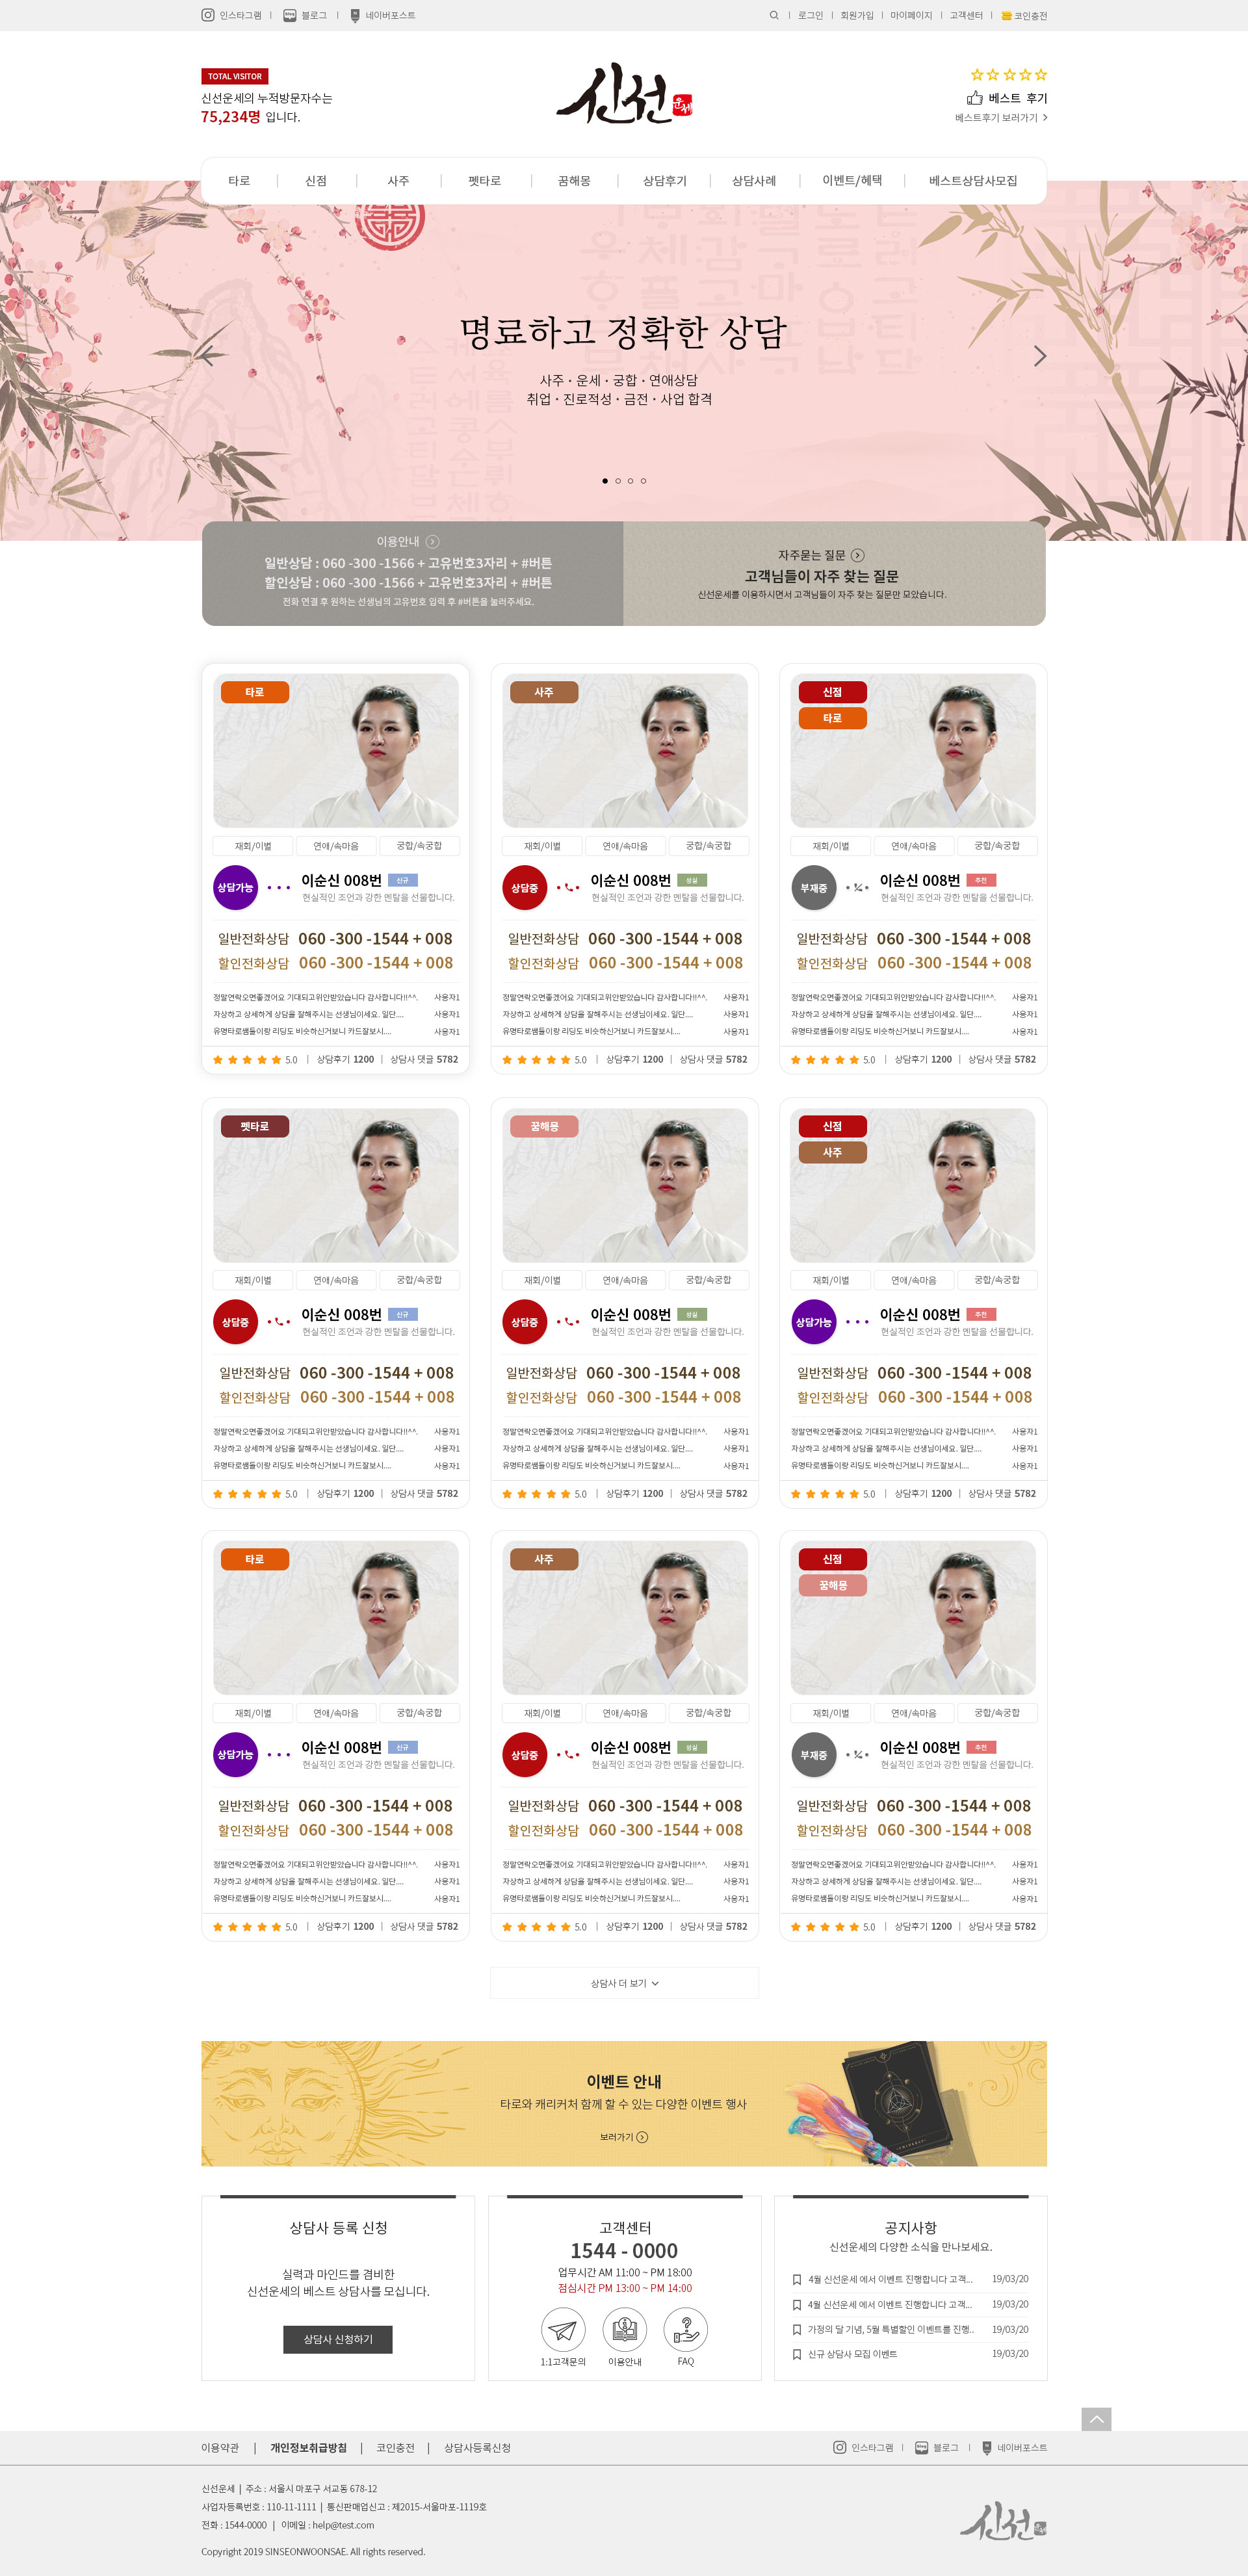 인스타그램 | 블로그 | 네이버포스트
로그인 | 회원가입 | 마이페이지 | 고객센터 | 코인충전
TOTAL VISITOR
신선운세의 누적방문자수는
75,234명 입니다.
신선 운세
베스트 후기
베스트후기 보러가기 >
타로 | 신점 | 사주 | 펫타로 | 꿈해몽 | 상담후기 | 상담사례 | 이벤트/혜택 | 베스트상담사모집
명료하고 정확한 상담
사주 · 운세 · 궁합 · 연애상담
취업 · 진로적성 · 금전 · 사업 합격
이용안내
일반상담 : 060 -300 -1566 + 고유번호3자리 + #버튼
할인상담 : 060 -300 -1566 + 고유번호3자리 + #버튼
전화 연결 후 원하는 선생님의 고유번호 입력 후 #버튼을 눌러주세요.
자주묻는 질문
고객님들이 자주 찾는 질문
신선운세를 이용하시면서 고객님들이 자주 찾는 질문만 모았습니다.
타로
재회/이별 연애/속마음 궁합/속궁합
상담가능 이순신 008번 신규
현실적인 조언과 강한 멘탈을 선물합니다.
일반전화상담 060 -300 -1544 + 008
할인전화상담 060 -300 -1544 + 008
정말연락오면좋겠어요 기대되고위안받았습니다 감사합니다!!^^. 사용자1
자상하고 상세하게 상담을 잘해주시는 선생님이세요. 일단.... 사용자1
유명타로쌤들이랑 리딩도 비슷하신거보니 카드잘보시.... 사용자1
5.0 | 상담후기 1200 | 상담사 댓글 5782
사주
재회/이별 연애/속마음 궁합/속궁합
상담중 이순신 008번 성실
현실적인 조언과 강한 멘탈을 선물합니다.
일반전화상담 060 -300 -1544 + 008
할인전화상담 060 -300 -1544 + 008
정말연락오면좋겠어요 기대되고위안받았습니다 감사합니다!!^^. 사용자1
자상하고 상세하게 상담을 잘해주시는 선생님이세요. 일단.... 사용자1
유명타로쌤들이랑 리딩도 비슷하신거보니 카드잘보시.... 사용자1
5.0 | 상담후기 1200 | 상담사 댓글 5782
신점
타로
재회/이별 연애/속마음 궁합/속궁합
부재중 이순신 008번 추천
현실적인 조언과 강한 멘탈을 선물합니다.
일반전화상담 060 -300 -1544 + 008
할인전화상담 060 -300 -1544 + 008
정말연락오면좋겠어요 기대되고위안받았습니다 감사합니다!!^^. 사용자1
자상하고 상세하게 상담을 잘해주시는 선생님이세요. 일단.... 사용자1
유명타로쌤들이랑 리딩도 비슷하신거보니 카드잘보시.... 사용자1
5.0 | 상담후기 1200 | 상담사 댓글 5782
펫타로
재회/이별 연애/속마음 궁합/속궁합
상담중 이순신 008번 신규
현실적인 조언과 강한 멘탈을 선물합니다.
일반전화상담 060 -300 -1544 + 008
할인전화상담 060 -300 -1544 + 008
정말연락오면좋겠어요 기대되고위안받았습니다 감사합니다!!^^. 사용자1
자상하고 상세하게 상담을 잘해주시는 선생님이세요. 일단.... 사용자1
유명타로쌤들이랑 리딩도 비슷하신거보니 카드잘보시.... 사용자1
5.0 | 상담후기 1200 | 상담사 댓글 5782
꿈해몽
재회/이별 연애/속마음 궁합/속궁합
상담중 이순신 008번 성실
현실적인 조언과 강한 멘탈을 선물합니다.
일반전화상담 060 -300 -1544 + 008
할인전화상담 060 -300 -1544 + 008
정말연락오면좋겠어요 기대되고위안받았습니다 감사합니다!!^^. 사용자1
자상하고 상세하게 상담을 잘해주시는 선생님이세요. 일단.... 사용자1
유명타로쌤들이랑 리딩도 비슷하신거보니 카드잘보시.... 사용자1
5.0 | 상담후기 1200 | 상담사 댓글 5782
신점
사주
재회/이별 연애/속마음 궁합/속궁합
상담가능 이순신 008번 추천
현실적인 조언과 강한 멘탈을 선물합니다.
일반전화상담 060 -300 -1544 + 008
할인전화상담 060 -300 -1544 + 008
정말연락오면좋겠어요 기대되고위안받았습니다 감사합니다!!^^. 사용자1
자상하고 상세하게 상담을 잘해주시는 선생님이세요. 일단.... 사용자1
유명타로쌤들이랑 리딩도 비슷하신거보니 카드잘보시.... 사용자1
5.0 | 상담후기 1200 | 상담사 댓글 5782
타로
재회/이별 연애/속마음 궁합/속궁합
상담가능 이순신 008번 신규
현실적인 조언과 강한 멘탈을 선물합니다.
일반전화상담 060 -300 -1544 + 008
할인전화상담 060 -300 -1544 + 008
정말연락오면좋겠어요 기대되고위안받았습니다 감사합니다!!^^. 사용자1
자상하고 상세하게 상담을 잘해주시는 선생님이세요. 일단.... 사용자1
유명타로쌤들이랑 리딩도 비슷하신거보니 카드잘보시.... 사용자1
5.0 | 상담후기 1200 | 상담사 댓글 5782
사주
재회/이별 연애/속마음 궁합/속궁합
상담중 이순신 008번 성실
현실적인 조언과 강한 멘탈을 선물합니다.
일반전화상담 060 -300 -1544 + 008
할인전화상담 060 -300 -1544 + 008
정말연락오면좋겠어요 기대되고위안받았습니다 감사합니다!!^^. 사용자1
자상하고 상세하게 상담을 잘해주시는 선생님이세요. 일단.... 사용자1
유명타로쌤들이랑 리딩도 비슷하신거보니 카드잘보시.... 사용자1
5.0 | 상담후기 1200 | 상담사 댓글 5782
신점
꿈해몽
재회/이별 연애/속마음 궁합/속궁합
부재중 이순신 008번 추천
현실적인 조언과 강한 멘탈을 선물합니다.
일반전화상담 060 -300 -1544 + 008
할인전화상담 060 -300 -1544 + 008
정말연락오면좋겠어요 기대되고위안받았습니다 감사합니다!!^^. 사용자1
자상하고 상세하게 상담을 잘해주시는 선생님이세요. 일단.... 사용자1
유명타로쌤들이랑 리딩도 비슷하신거보니 카드잘보시.... 사용자1
5.0 | 상담후기 1200 | 상담사 댓글 5782
상담사 더 보기
이벤트 안내
타로와 캐리커처 함께 할 수 있는 다양한 이벤트 행사
보러가기
상담사 등록 신청
실력과 마인드를 겸비한
신선운세의 베스트 상담사를 모십니다.
상담사 신청하기
고객센터
1544 - 0000
업무시간 AM 11:00 ~ PM 18:00
점심시간 PM 13:00 ~ PM 14:00
1:1고객문의 이용안내 FAQ
공지사항
신선운세의 다양한 소식을 만나보세요.
4월 신선운세 에서 이벤트 진행합니다 고객... 19/03/20
4월 신선운세 에서 이벤트 진행합니다 고객... 19/03/20
가정의 달 기념, 5월 특별할인 이벤트를 진행.. 19/03/20
신규 상담사 모집 이벤트 19/03/20
이용약관 | 개인정보취급방침 | 코인충전 | 상담사등록신청
인스타그램 | 블로그 | 네이버포스트
신선운세 | 주소 : 서울시 마포구 서교동 678-12
사업자등록번호 : 110-11-1111 | 통신판매업신고 : 제2015-서울마포-1119호
전화 : 1544-0000 | 이메일 : help@test.com
Copyright 2019 SINSEONWOONSAE. All rights reserved.
신선 운세